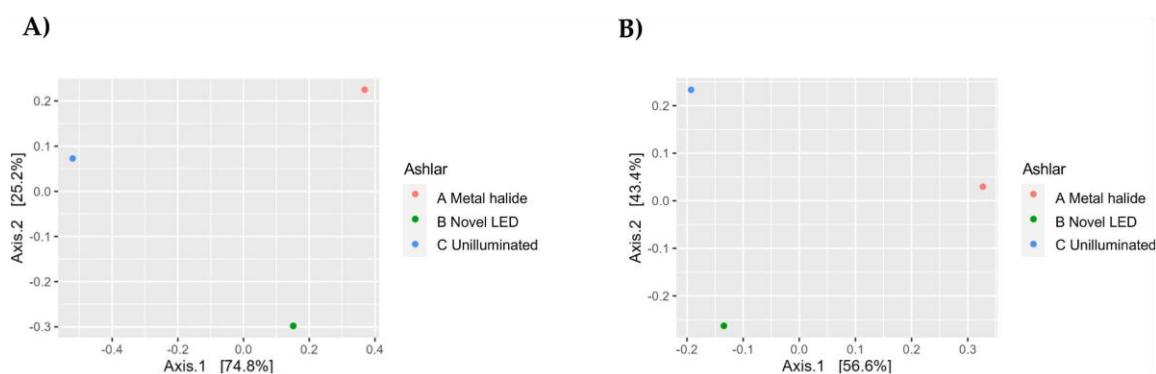 A)
0.2
0.1
0.0
-0.1
-0.2
-0.3
Axis.2 [25.2%]
-0.4
-0.2
0.0
0.2
0.4
Axis.1 [74.8%]
Ashlar
A Metal halide
B Novel LED
C Unilluminated
B)
0.2
0.1
0.0
-0.1
-0.2
Axis.2 [43.4%]
-0.2
-0.1
0.0
0.1
0.2
0.3
Axis.1 [56.6%]
Ashlar
A Metal halide
B Novel LED
C Unilluminated